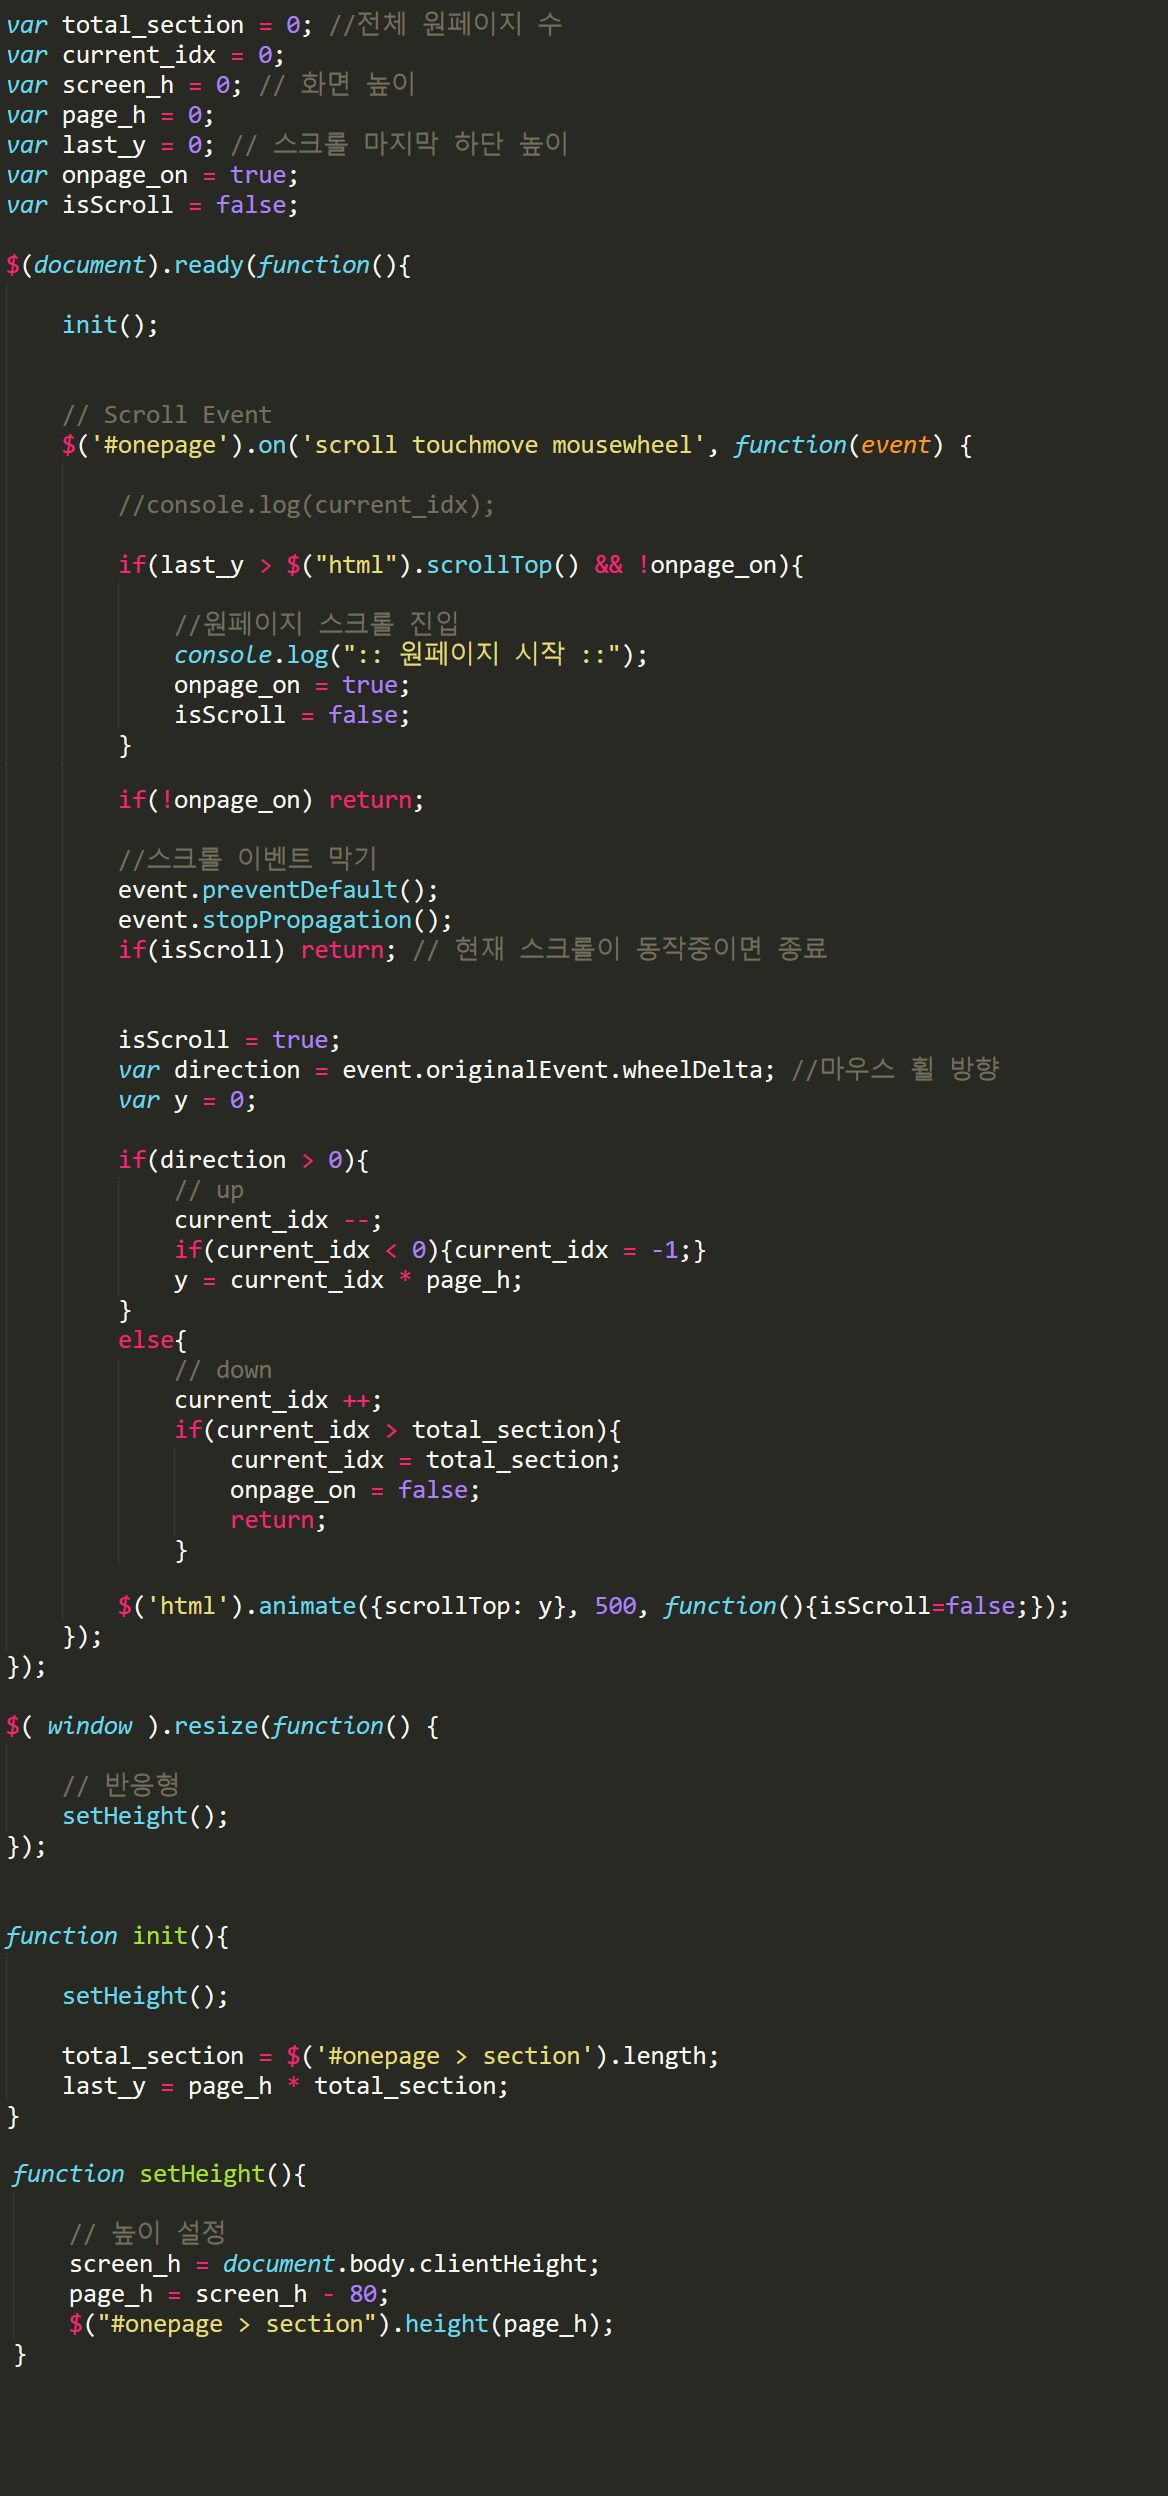 var total_section = 0; //전체 원페이지 수
var current_idx = 0;
var screen_h = 0; // 화면 높이
var page_h = 0;
var last_y = 0; // 스크롤 마지막 하단 높이
var onpage_on = true;
var isScroll = false;
$(document).ready(function(){
init();
// Scroll Event
$('#onepage').on('scroll touchmove mousewheel', function(event) {
//console.log(current_idx);
if(last_y > $("html").scrollTop() && !onpage_on){
//원페이지 스크롤 진입
console.log(":: 원페이지 시작 ::");
onpage_on = true;
isScroll = false;
}
if(!onpage_on) return;
//스크롤 이벤트 막기
event.preventDefault();
event.stopPropagation();
if(isScroll) return; // 현재 스크롤이 동작중이면 종료
isScroll = true;
var direction = event.originalEvent.wheelDelta; //마우스 휠 방향
var y = 0;
if(direction > 0){
// up
current_idx --;
if(current_idx < 0){current_idx = -1;}
y = current_idx * page_h;
}
else{
// down
current_idx ++;
if(current_idx > total_section){
current_idx = total_section;
onpage_on = false;
return;
}
$('html').animate({scrollTop: y}, 500, function(){isScroll=false;});
});
});
$( window ).resize(function() {
// 반응형
setHeight();
});
function init(){
setHeight();
total_section = $('#onepage > section').length;
last_y = page_h * total_section;
}
function setHeight(){
// 높이 설정
screen_h = document.body.clientHeight;
page_h = screen_h - 80;
$("#onepage > section").height(page_h);
}